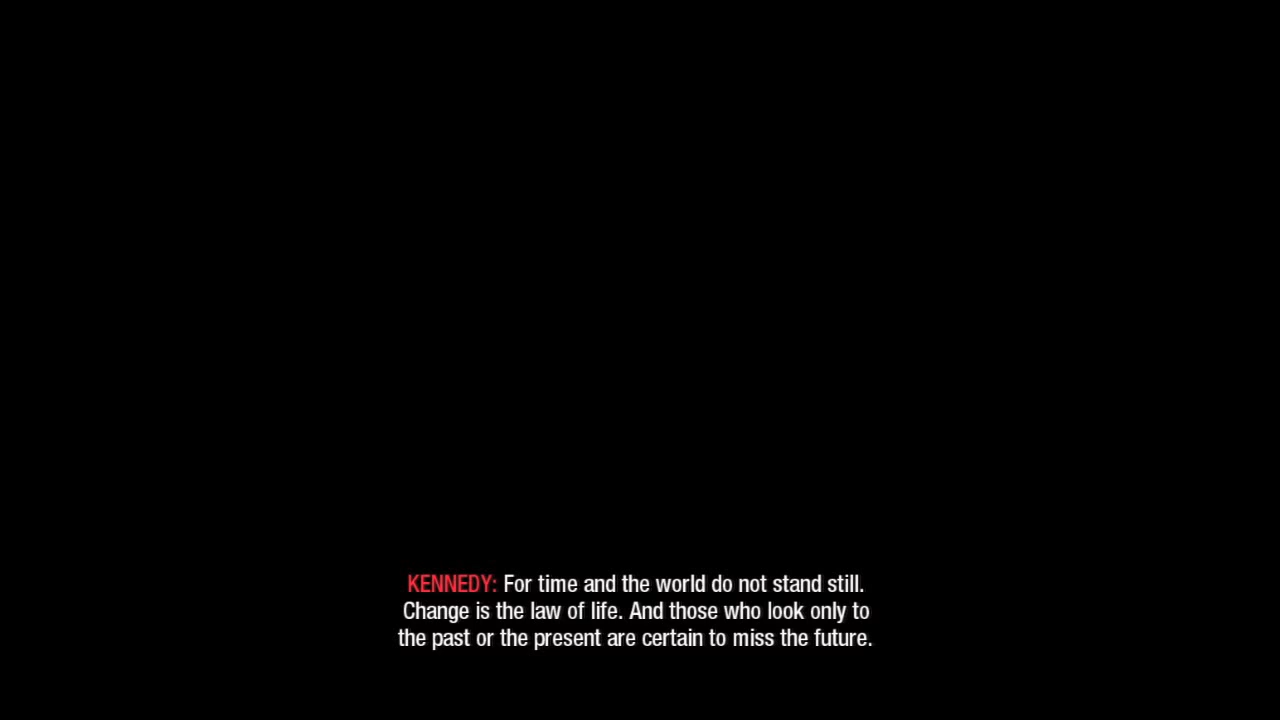 KENNEDY: For time and the world do not stand still.
Change is the law of life. And those who look only to
the past or the present are certain to miss the future.